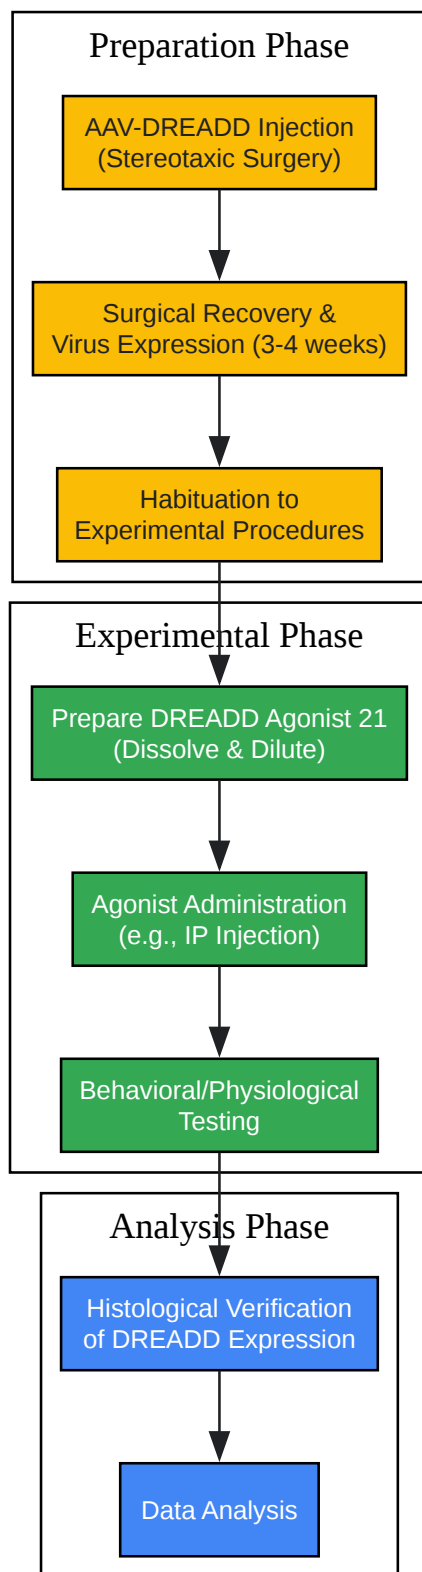 Preparation Phase
AAV-DREADD Injection
(Stereotaxic Surgery)
Surgical Recovery &
Virus Expression (3-4 weeks)
Habituation to
Experimental Procedures
Experimental Phase
Prepare DREADD Agonist 21
(Dissolve & Dilute)
Agonist Administration
(e.g., IP Injection)
Behavioral/Physiological
Testing
Analysis Phase
Histological Verification
of DREADD Expression
Data Analysis